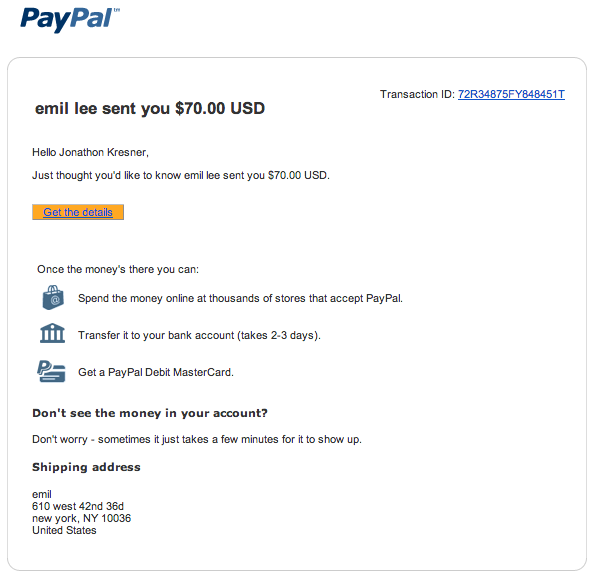 PayPal™
Transaction ID: 72R34875FY848451T
emil lee sent you $70.00 USD
Hello Jonathon Kresner,
Just thought you'd like to know emil lee sent you $70.00 USD.
Get the details
Once the money's there you can:
Spend the money online at thousands of stores that accept PayPal.
Transfer it to your bank account (takes 2-3 days).
Get a PayPal Debit MasterCard.
Don't see the money in your account?
Don't worry - sometimes it just takes a few minutes for it to show up.
Shipping address
emil
610 west 42nd 36d
new york, NY 10036
United States